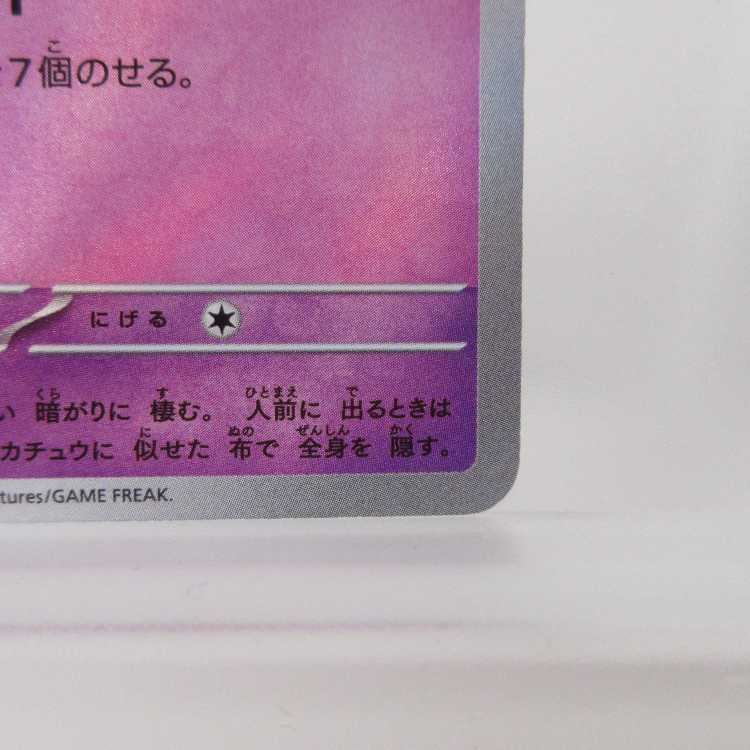 7個のせる。
にげる
い 暗がりに 棲む。 人前に 出るときは
カチュウに 似せた 布で 全身を 隠す。
tures/GAME FREAK.